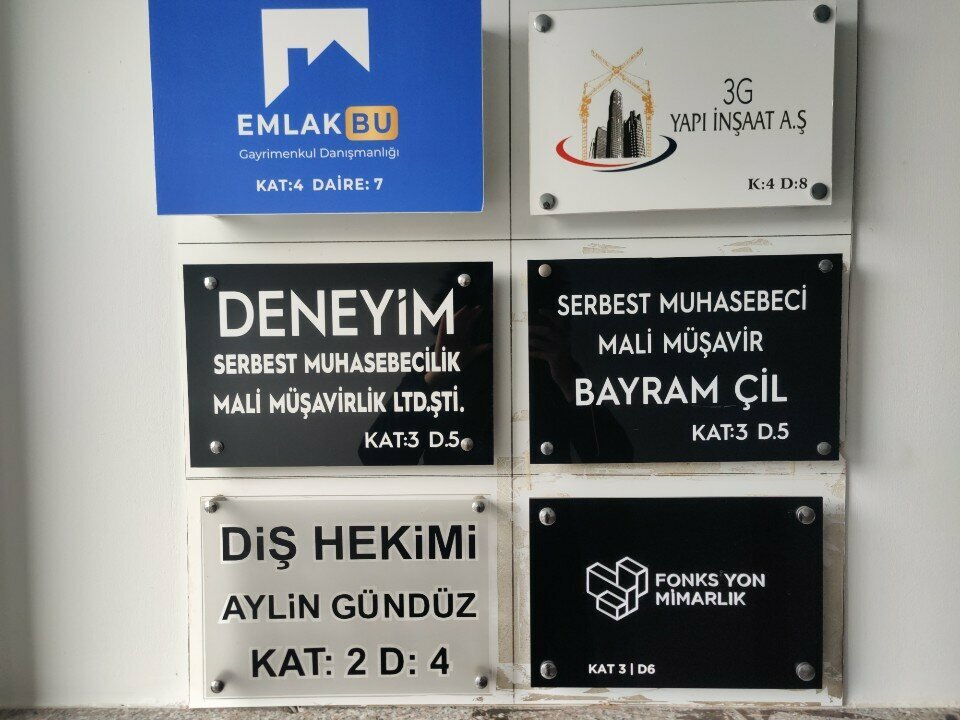 EMLAK BU
Gayrimenkul Danışmanlığı
KAT:4 DAİRE: 7
3G
YAPI İNŞAAT A.Ş
K:4 D:8
DENEYİM
SERBEST MUHASEBECİLİK
MALİ MÜŞAVİRLİK LTD.ŞTİ.
KAT:3 D.5
SERBEST MUHASEBECİ
MALİ MÜŞAVİR
BAYRAM ÇİL
KAT:3 D.5
DİŞ HEKİMİ
AYLİN GÜNDÜZ
KAT: 2 D: 4
FONKS YON
MİMARLIK
KAT 3 | D6